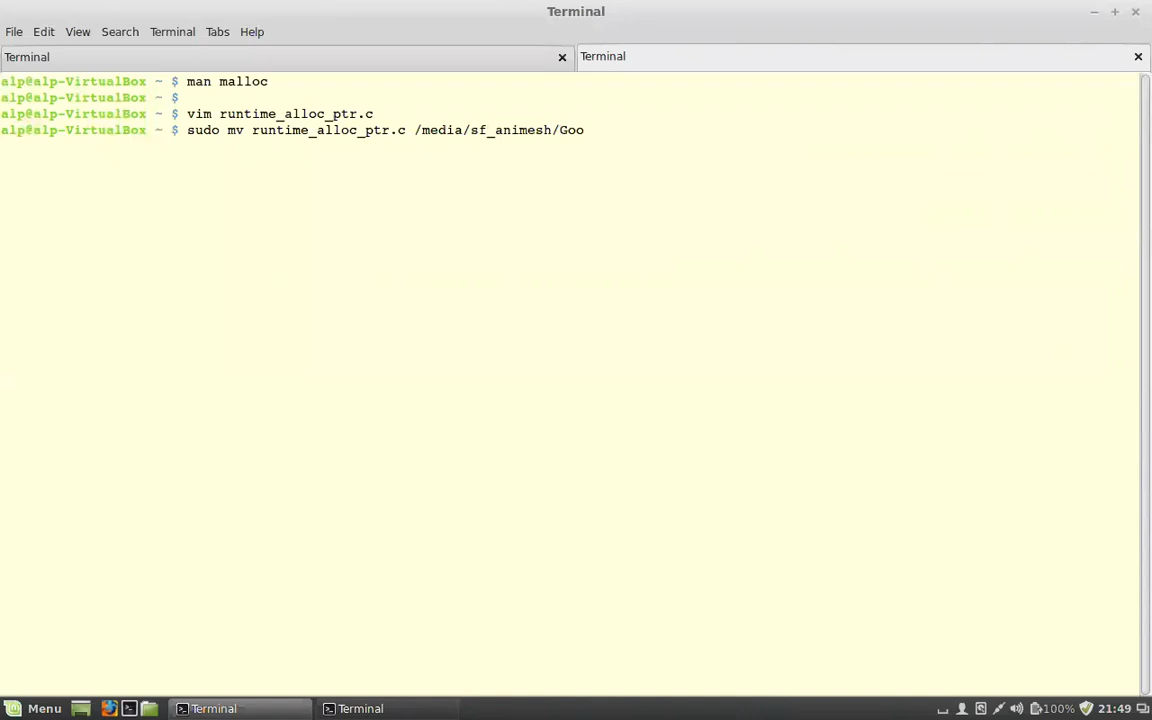 Terminal
File Edit View Search Terminal Tabs Help
Terminal
Terminal
alp@alp-VirtualBox ~ $ man malloc
alp@alp-VirtualBox ~ $
alp@alp-VirtualBox ~ $ vim runtime_alloc_ptr.c
alp@alp-VirtualBox ~ $ sudo mv runtime_alloc_ptr.c /media/sf_animesh/Goo
Menu Terminal Terminal 100% 21:49